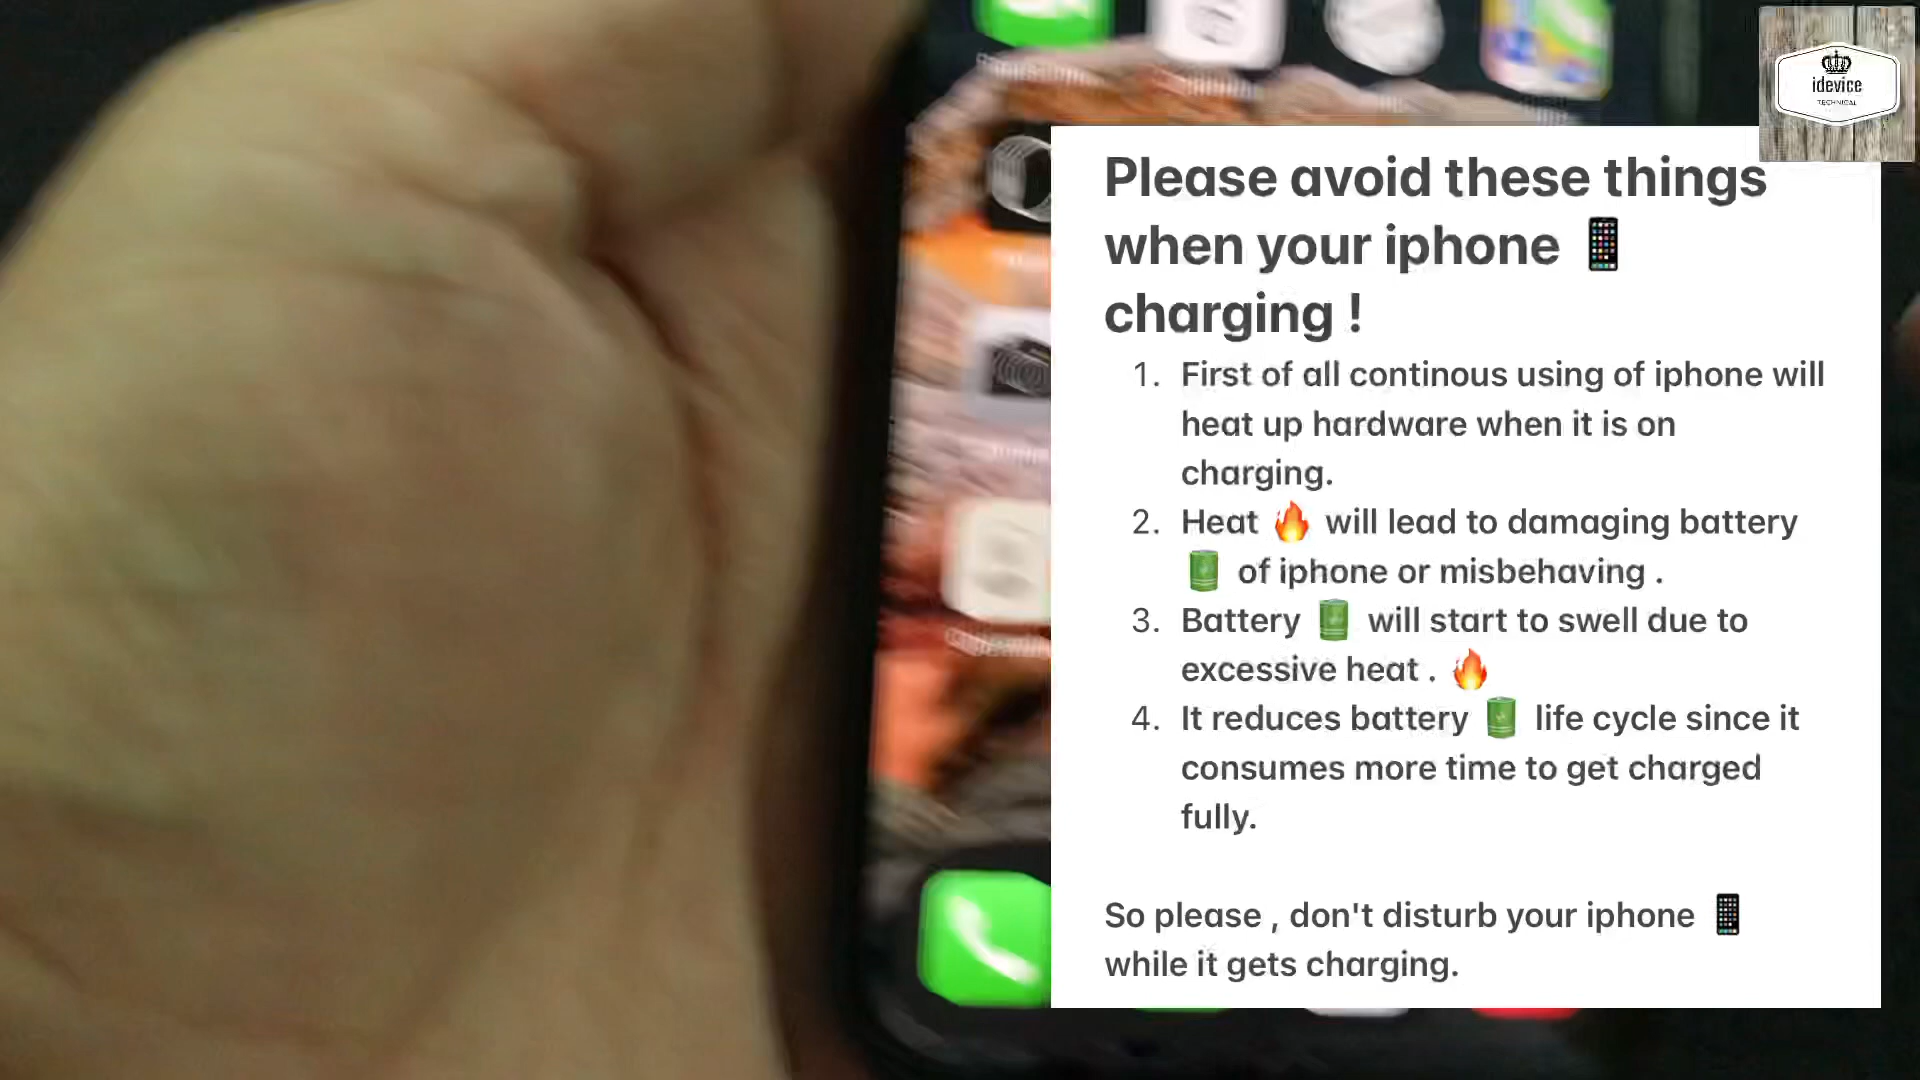 idevice
TECHNICAL
Please avoid these things
when your iphone 📱
charging !
1. First of all continous using of iphone will
heat up hardware when it is on
charging.
2. Heat 🔥 will lead to damaging battery
🔋 of iphone or misbehaving .
3. Battery 🔋 will start to swell due to
excessive heat . 🔥
4. It reduces battery 🔋 life cycle since it
consumes more time to get charged
fully.
So please , don't disturb your iphone 📱
while it gets charging.